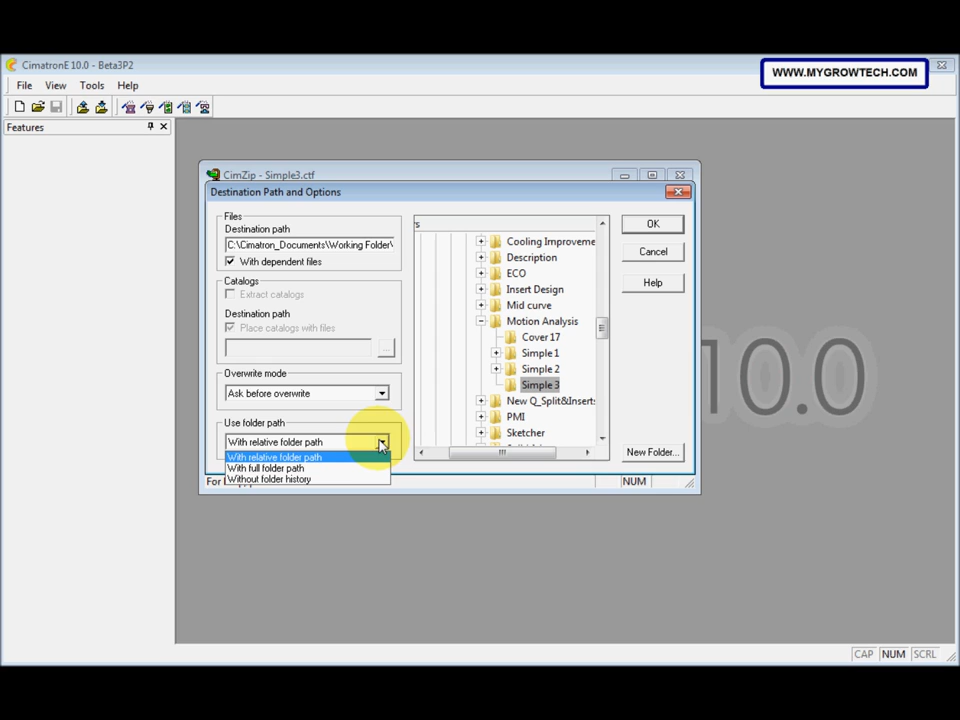 CimatronE 10.0 - Beta3P2
WWW.MYGROWTECH.COM
File View Tools Help
Features
CimZip - Simple3.ctf
Destination Path and Options
Files
Destination path
C:\Cimatron_Documents\Working Folder\
With dependent files
Catalogs
Extract catalogs
Destination path
Place catalogs with files
...
Overwrite mode
Ask before overwrite
Use folder path
With relative folder path
With relative folder path
With full folder path
Without folder history
Cooling Improveme
Description
ECO
Insert Design
Mid curve
Motion Analysis
Cover 17
Simple 1
Simple 2
Simple 3
New Q_Split&Inserts
PMI
Sketcher
OK
Cancel
Help
New Folder...
NUM
10.0
CAP NUM SCRL